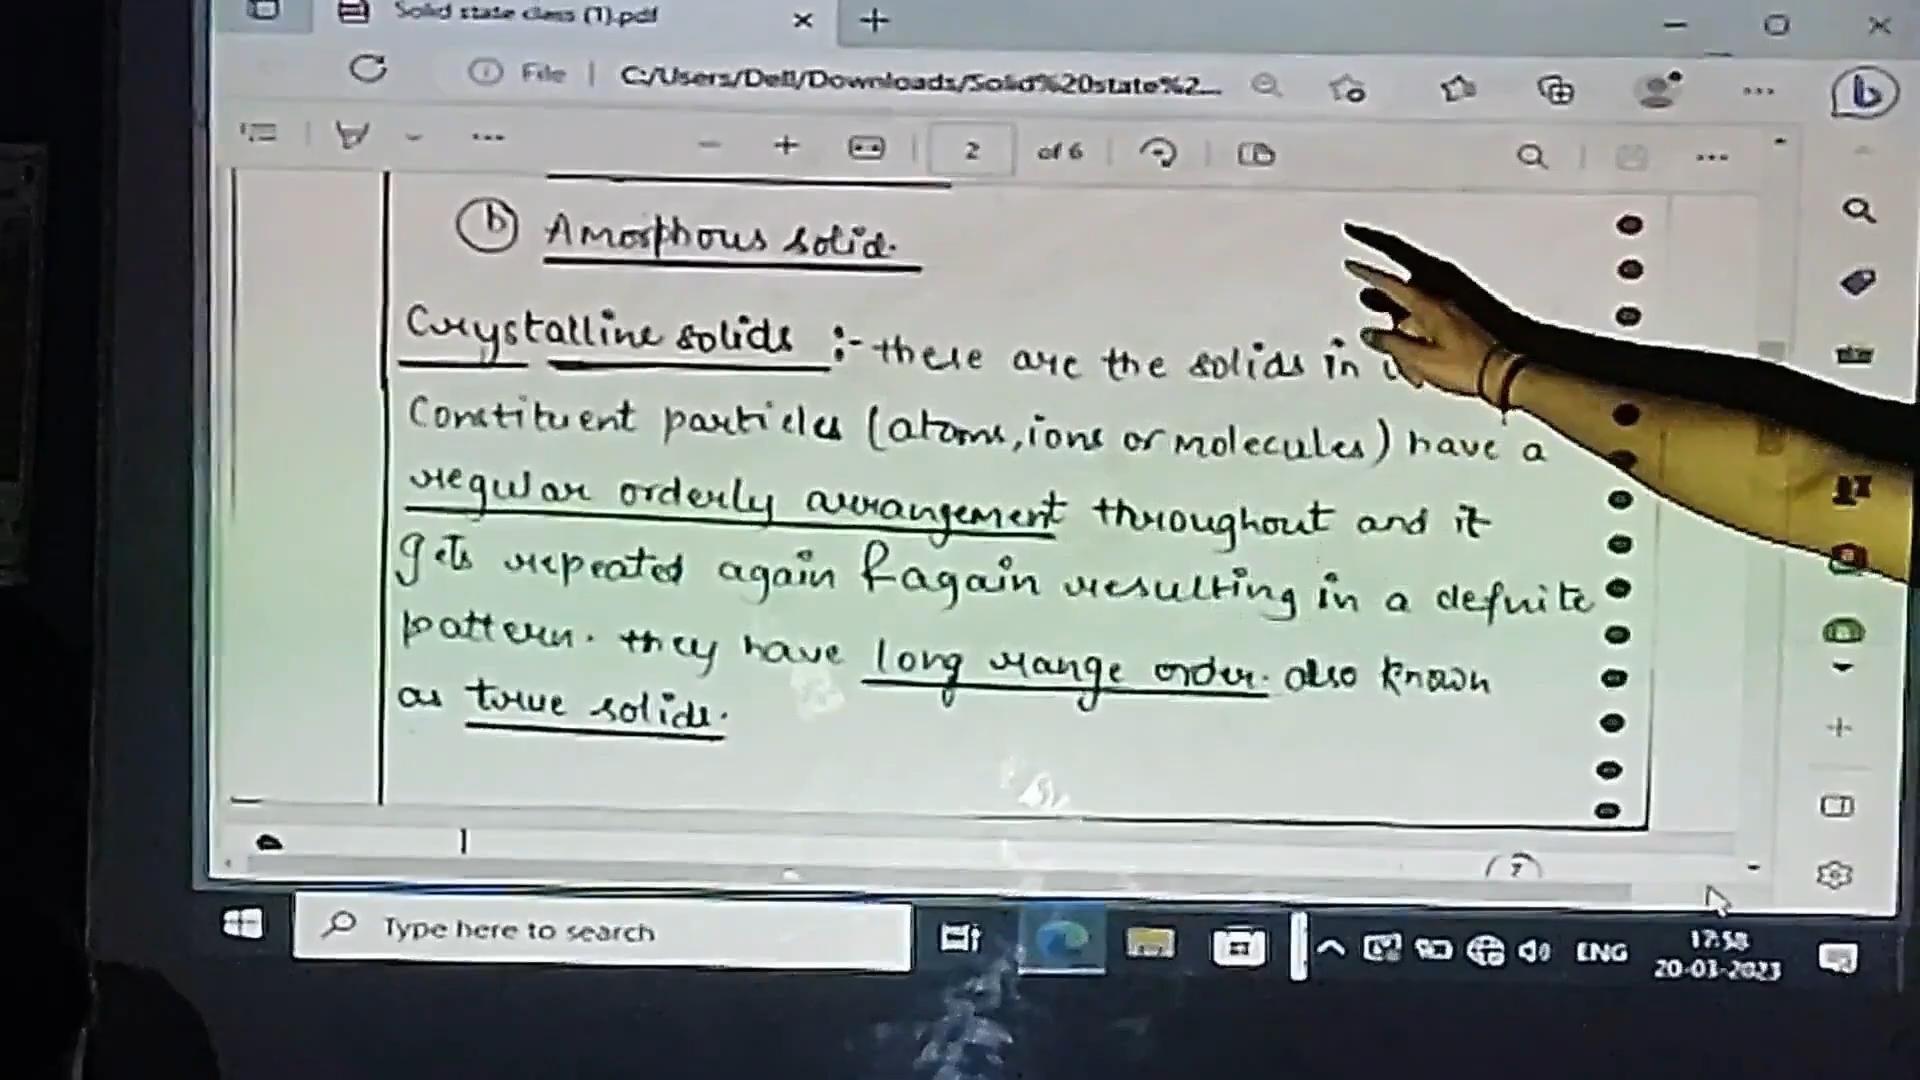 Solid state class (1).pdf
File | C:/Users/Dell/Downloads/Solid%20state%2...
2 of 6
b Amorphous solid.
Crystalline solids :- there are the solids in
Constituent particles (atoms, ions or molecules) have a
regular orderly arrangement throughout and it
gets repeated again & again resulting in a definite
pattern. they have long range order. also known
as true solids.
Type here to search
ENG
17:58
20-03-2023